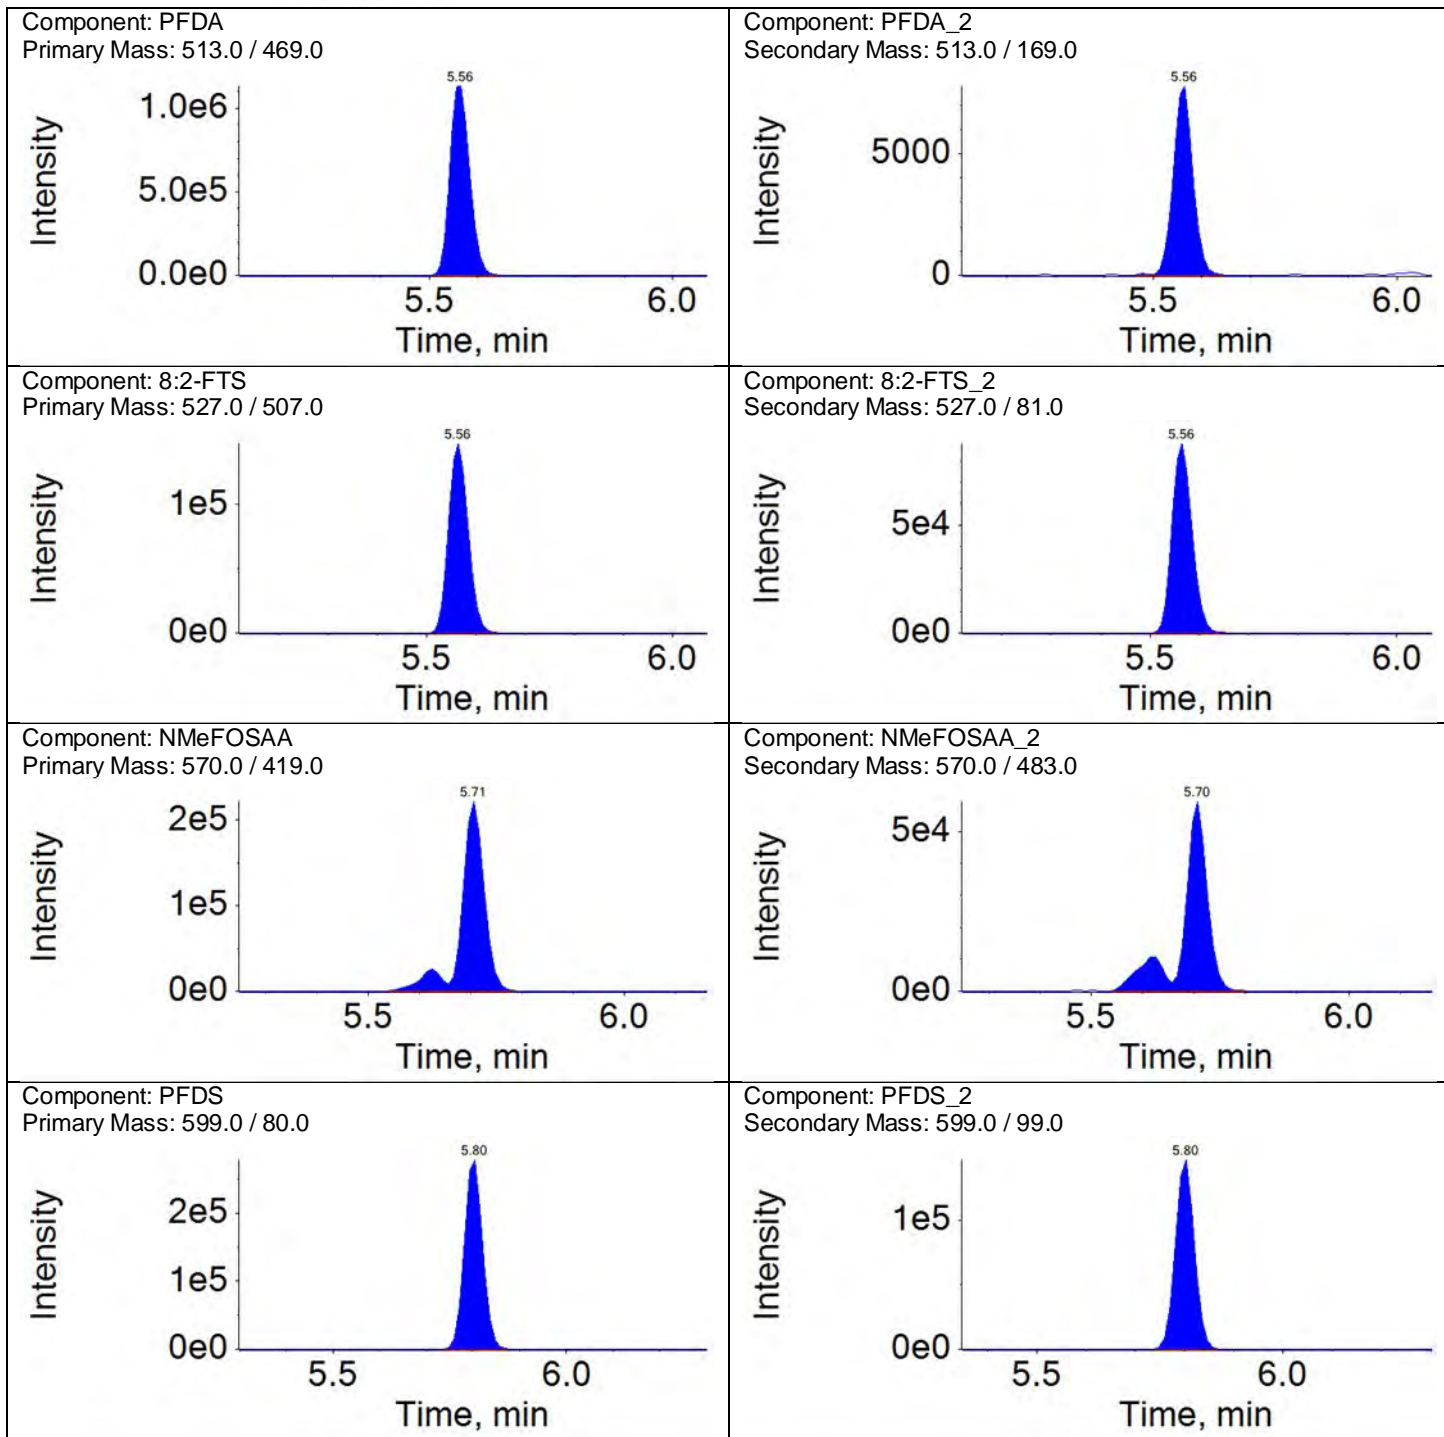 Component: PFDA
Primary Mass: 513.0 / 469.0
5.56
1.0e6
5.0e5
0.0e0
Intensity
5.5
6.0
Time, min
Component: PFDA_2
Secondary Mass: 513.0 / 169.0
5.56
5000
0
Intensity
5.5
6.0
Time, min
Component: 8:2-FTS
Primary Mass: 527.0 / 507.0
5.56
1e5
0e0
Intensity
5.5
6.0
Time, min
Component: 8:2-FTS_2
Secondary Mass: 527.0 / 81.0
5.56
5e4
0e0
Intensity
5.5
6.0
Time, min
Component: NMeFOSAA
Primary Mass: 570.0 / 419.0
5.71
2e5
1e5
0e0
Intensity
5.5
6.0
Time, min
Component: NMeFOSAA_2
Secondary Mass: 570.0 / 483.0
5.70
5e4
0e0
Intensity
5.5
6.0
Time, min
Component: PFDS
Primary Mass: 599.0 / 80.0
5.80
2e5
1e5
0e0
Intensity
5.5
6.0
Time, min
Component: PFDS_2
Secondary Mass: 599.0 / 99.0
5.80
1e5
0e0
Intensity
5.5
6.0
Time, min